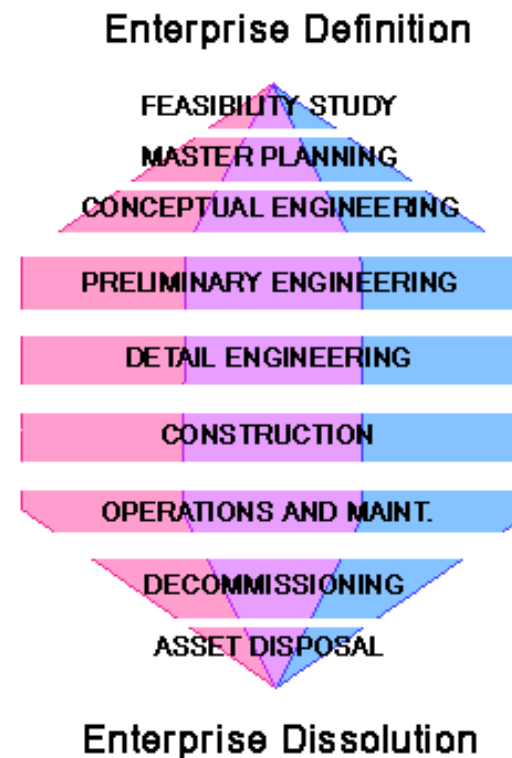 Enterprise Definition
FEASIBILITY STUDY
MASTER PLANNING
CONCEPTUAL ENGINEERING
PRELIMINARY ENGINEERING
DETAIL ENGINEERING
CONSTRUCTION
OPERATIONS AND MAINT.
DECOMMISSIONING
ASSET DISPOSAL
Enterprise Dissolution